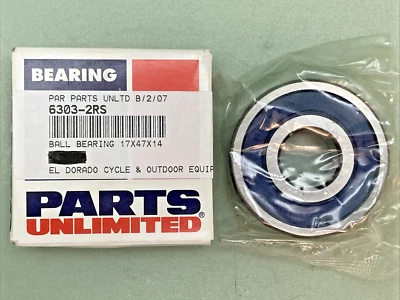 BEARING
PAR PARTS UNLTD B/2/07
6303-2RS
BALL BEARING 17X47X14
EL DORADO CYCLE & OUTDOOR EQUIP
PARTS
UNLIMITED®